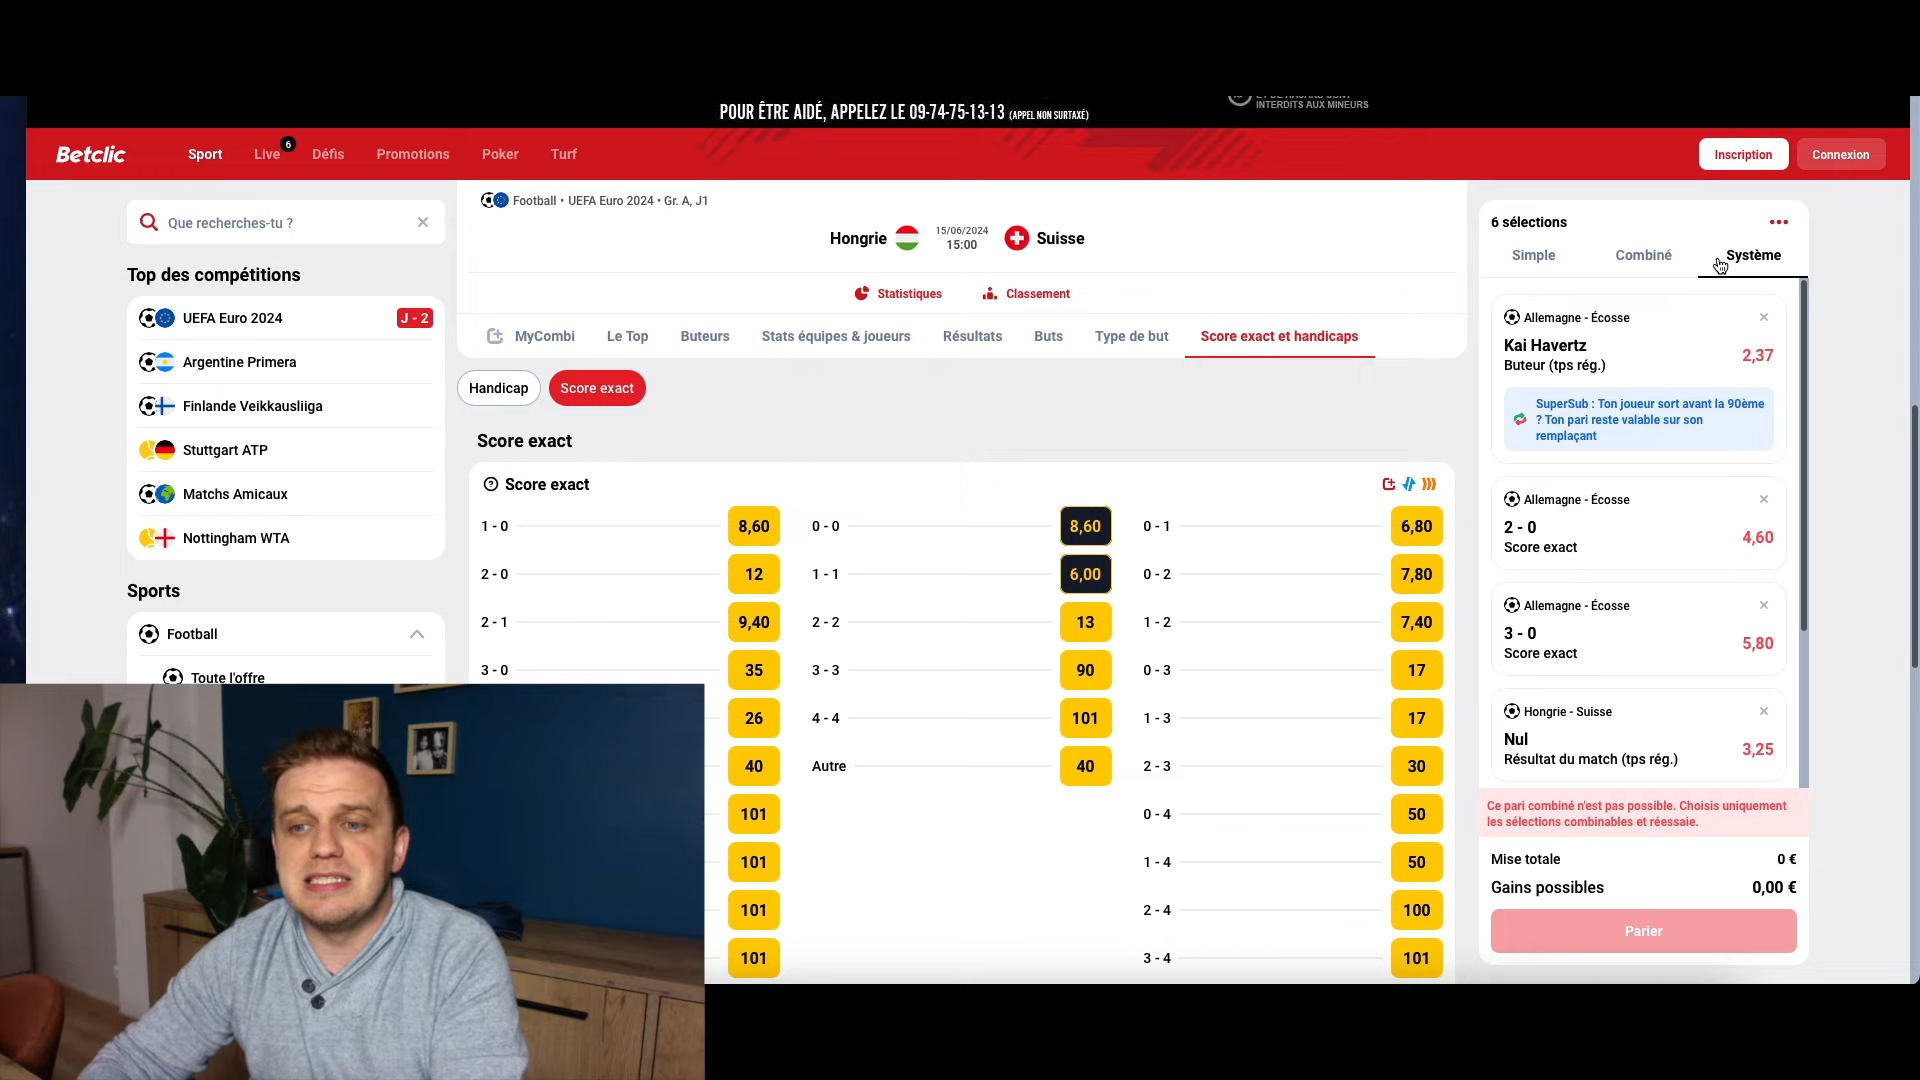 POUR ÊTRE AIDÉ, APPELEZ LE 09-74-75-13-13 (APPEL NON SURTAXÉ)
INTERDITS AUX MINEURS
Betclic
Sport
Live
6
Défis
Promotions
Poker
Turf
Inscription
Connexion
Que recherches-tu ?
Top des compétitions
UEFA Euro 2024
J - 2
Argentine Primera
Finlande Veikkausliiga
Stuttgart ATP
Matchs Amicaux
Nottingham WTA
Sports
Football
Toute l'offre
Football • UEFA Euro 2024 • Gr. A, J1
Hongrie
15/06/2024
15:00
Suisse
Statistiques
Classement
MyCombi
Le Top
Buteurs
Stats équipes & joueurs
Résultats
Buts
Type de but
Score exact et handicaps
Handicap
Score exact
Score exact
Score exact
1 - 0 8,60 0 - 0 8,60 0 - 1 6,80
2 - 0 12 1 - 1 6,00 0 - 2 7,80
2 - 1 9,40 2 - 2 13 1 - 2 7,40
3 - 0 35 3 - 3 90 0 - 3 17
26 4 - 4 101 1 - 3 17
40 Autre 40 2 - 3 30
101 0 - 4 50
101 1 - 4 50
101 2 - 4 100
101 3 - 4 101
6 sélections
Simple
Combiné
Système
Allemagne - Écosse
Kai Havertz
2,37
Buteur (tps rég.)
SuperSub : Ton joueur sort avant la 90ème
? Ton pari reste valable sur son
remplaçant
Allemagne - Écosse
2 - 0
4,60
Score exact
Allemagne - Écosse
3 - 0
5,80
Score exact
Hongrie - Suisse
Nul
3,25
Résultat du match (tps rég.)
Ce pari combiné n'est pas possible. Choisis uniquement
les sélections combinables et réessaie.
Mise totale 0 €
Gains possibles 0,00 €
Parier